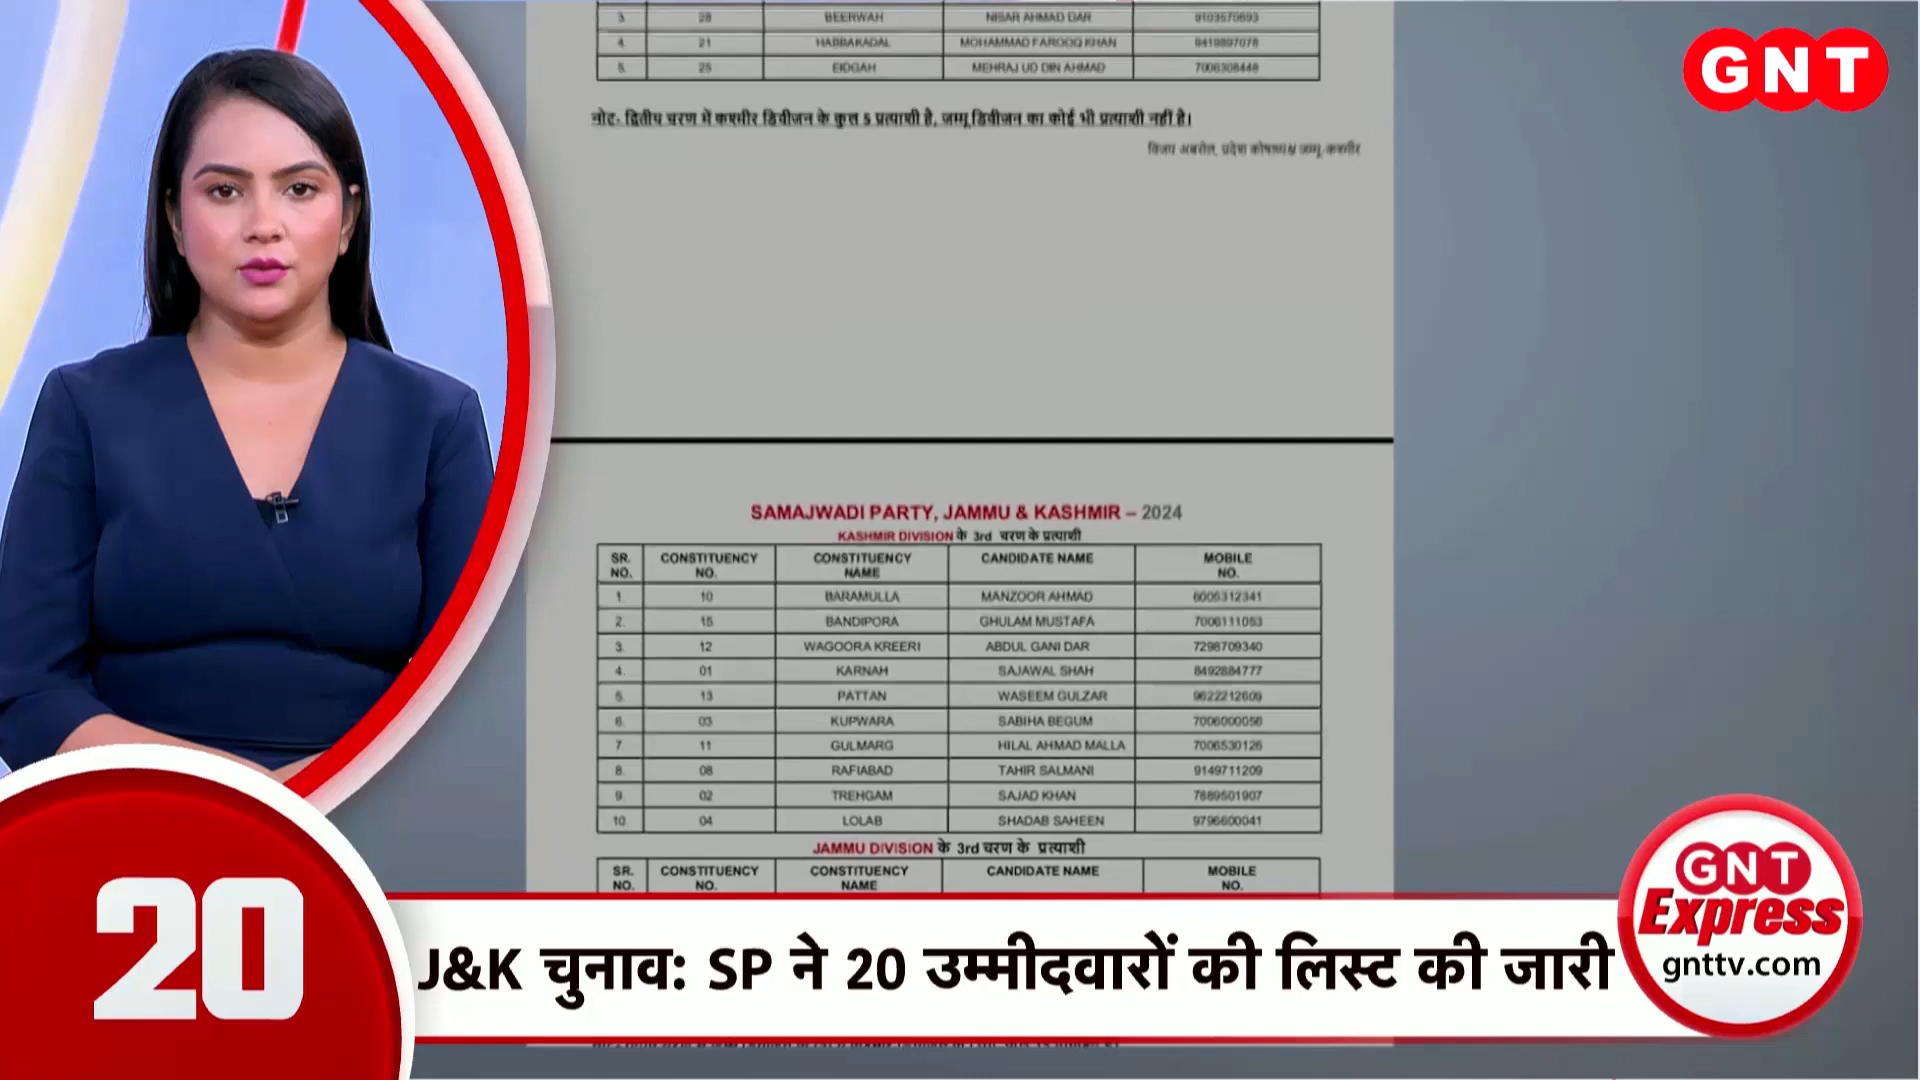 3. 28 BEERWAH NISAR AHMAD DAR 9103570693
4. 21 HABBAKADAL MOHAMMAD FAROOQ KHAN 9419897078
5. 25 EIDGAH MEHRAJ UD DIN AHMAD 7006308448
GNT
नोट- द्वितीय चरण में कश्मीर डिवीजन के कुल 5 प्रत्याशी है, जम्मू डिवीजन का कोई भी प्रत्याशी नहीं है।
विजय अबरोल, प्रदेश कोषाध्यक्ष जम्मू-कश्मीर
SAMAJWADI PARTY, JAMMU & KASHMIR – 2024
KASHMIR DIVISION के 3rd चरण के प्रत्याशी
SR. NO. CONSTITUENCY NO. CONSTITUENCY NAME CANDIDATE NAME MOBILE NO.
1. 10 BARAMULLA MANZOOR AHMAD 6005312341
2. 15 BANDIPORA GHULAM MUSTAFA 7006111053
3. 12 WAGOORA KREERI ABDUL GANI DAR 7298709340
4. 01 KARNAH SAJAWAL SHAH 8492884777
5. 13 PATTAN WASEEM GULZAR 9622212609
6. 03 KUPWARA SABIHA BEGUM 7006000056
7. 11 GULMARG HILAL AHMAD MALLA 7006530126
8. 08 RAFIABAD TAHIR SALMANI 9149711209
9. 02 TREHGAM SAJAD KHAN 7889501907
10. 04 LOLAB SHADAB SAHEEN 9796600041
JAMMU DIVISION के 3rd चरण के प्रत्याशी
SR. NO. CONSTITUENCY NO. CONSTITUENCY NAME CANDIDATE NAME MOBILE NO.
20
J&K चुनाव: SP ने 20 उम्मीदवारों की लिस्ट की जारी
GNT
Express
gnttv.com